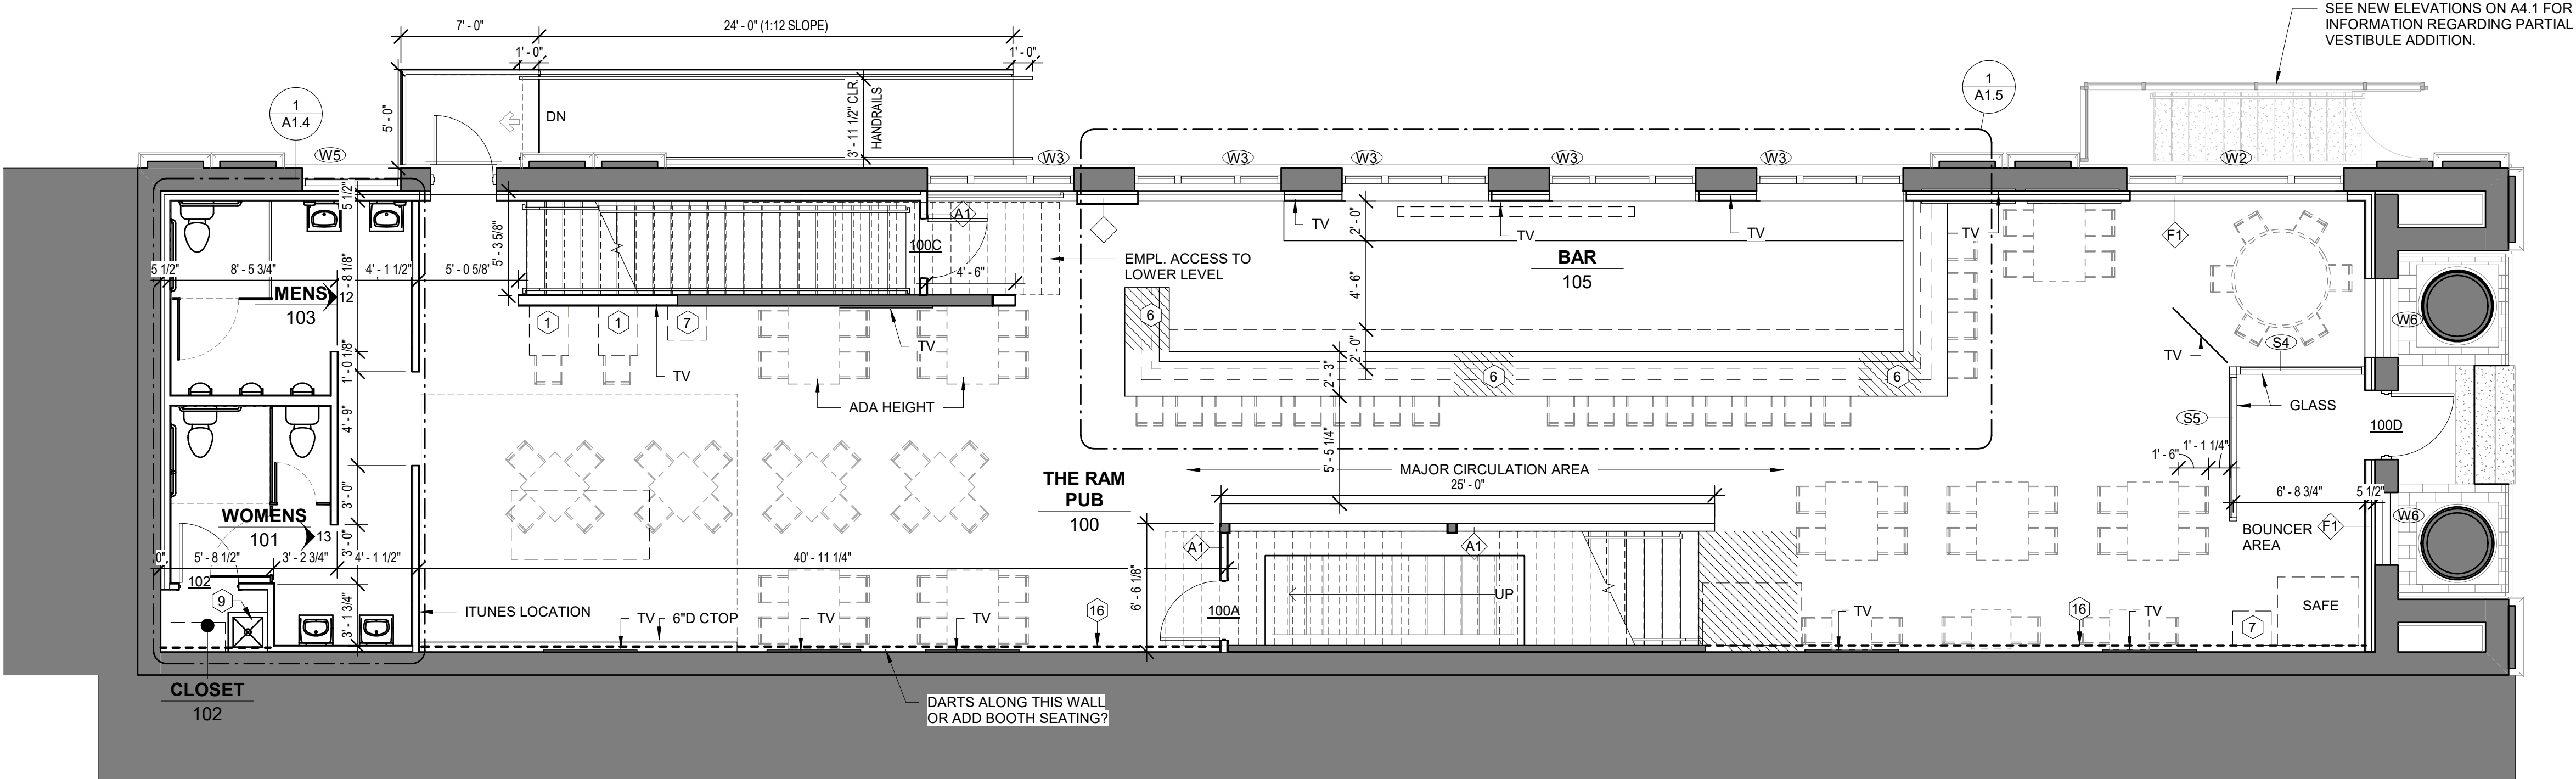 SEE NEW ELEVATIONS ON A4.1 FOR
INFORMATION REGARDING PARTIAL
VESTIBULE ADDITION.
7' - 0"
24' - 0" (1:12 SLOPE)
1' - 0"
1' - 0"
5' - 0"
DN
3' - 11 1/2" CLR.
HANDRAILS
1
A1.4
1
A1.5
W5
W3
W3
W3
W3
W3
W2
5 1/2"
5' - 3 5/8"
A1
100C
4' - 6"
EMPL. ACCESS TO
LOWER LEVEL
TV
TV
TV
TV
2' - 0"
BAR
105
F1
5 1/2"
8' - 5 3/4"
4' - 1 1/2"
5' - 0 5/8"
8 1/8"
MENS
103
12
4' - 6"
W6
1
1
7
6
TV
TV
S4
TV
1' - 0 1/8"
2' - 0"
2' - 3"
6
6
ADA HEIGHT
GLASS
S5
100D
4' - 9"
5' - 5 1/4"
1' - 1 1/4"
1' - 6"
MAJOR CIRCULATION AREA
25' - 0"
THE RAM
PUB
100
3' - 0"
6' - 8 3/4"
5 1/2"
WOMENS
101
13
3' - 0"
BOUNCER
AREA
F1
W6
A1
A1
0"
5' - 8 1/2"
3' - 2 3/4"
4' - 1 1/2"
40' - 11 1/4"
6' - 6 1/8"
102
9
3' - 1 3/4"
ITUNES LOCATION
TV
6"D CTOP
TV
TV
16
100A
UP
TV
16
TV
7
SAFE
CLOSET
102
DARTS ALONG THIS WALL
OR ADD BOOTH SEATING?